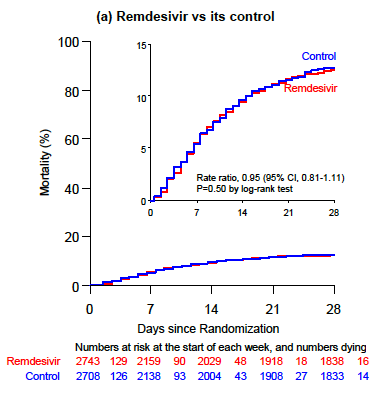 (a) Remdesivir vs its control
100
80
60
40
20
0
Mortality (%)
15
10
5
0
Control
Remdesivir
Rate ratio, 0.95 (95% CI, 0.81-1.11)
P=0.50 by log-rank test
0 7 14 21 28
0 7 14 21 28
Days since Randomization
Numbers at risk at the start of each week, and numbers dying
Remdesivir 2743 129 2159 90 2029 48 1918 18 1838 16
Control 2708 126 2138 93 2004 43 1908 27 1833 14